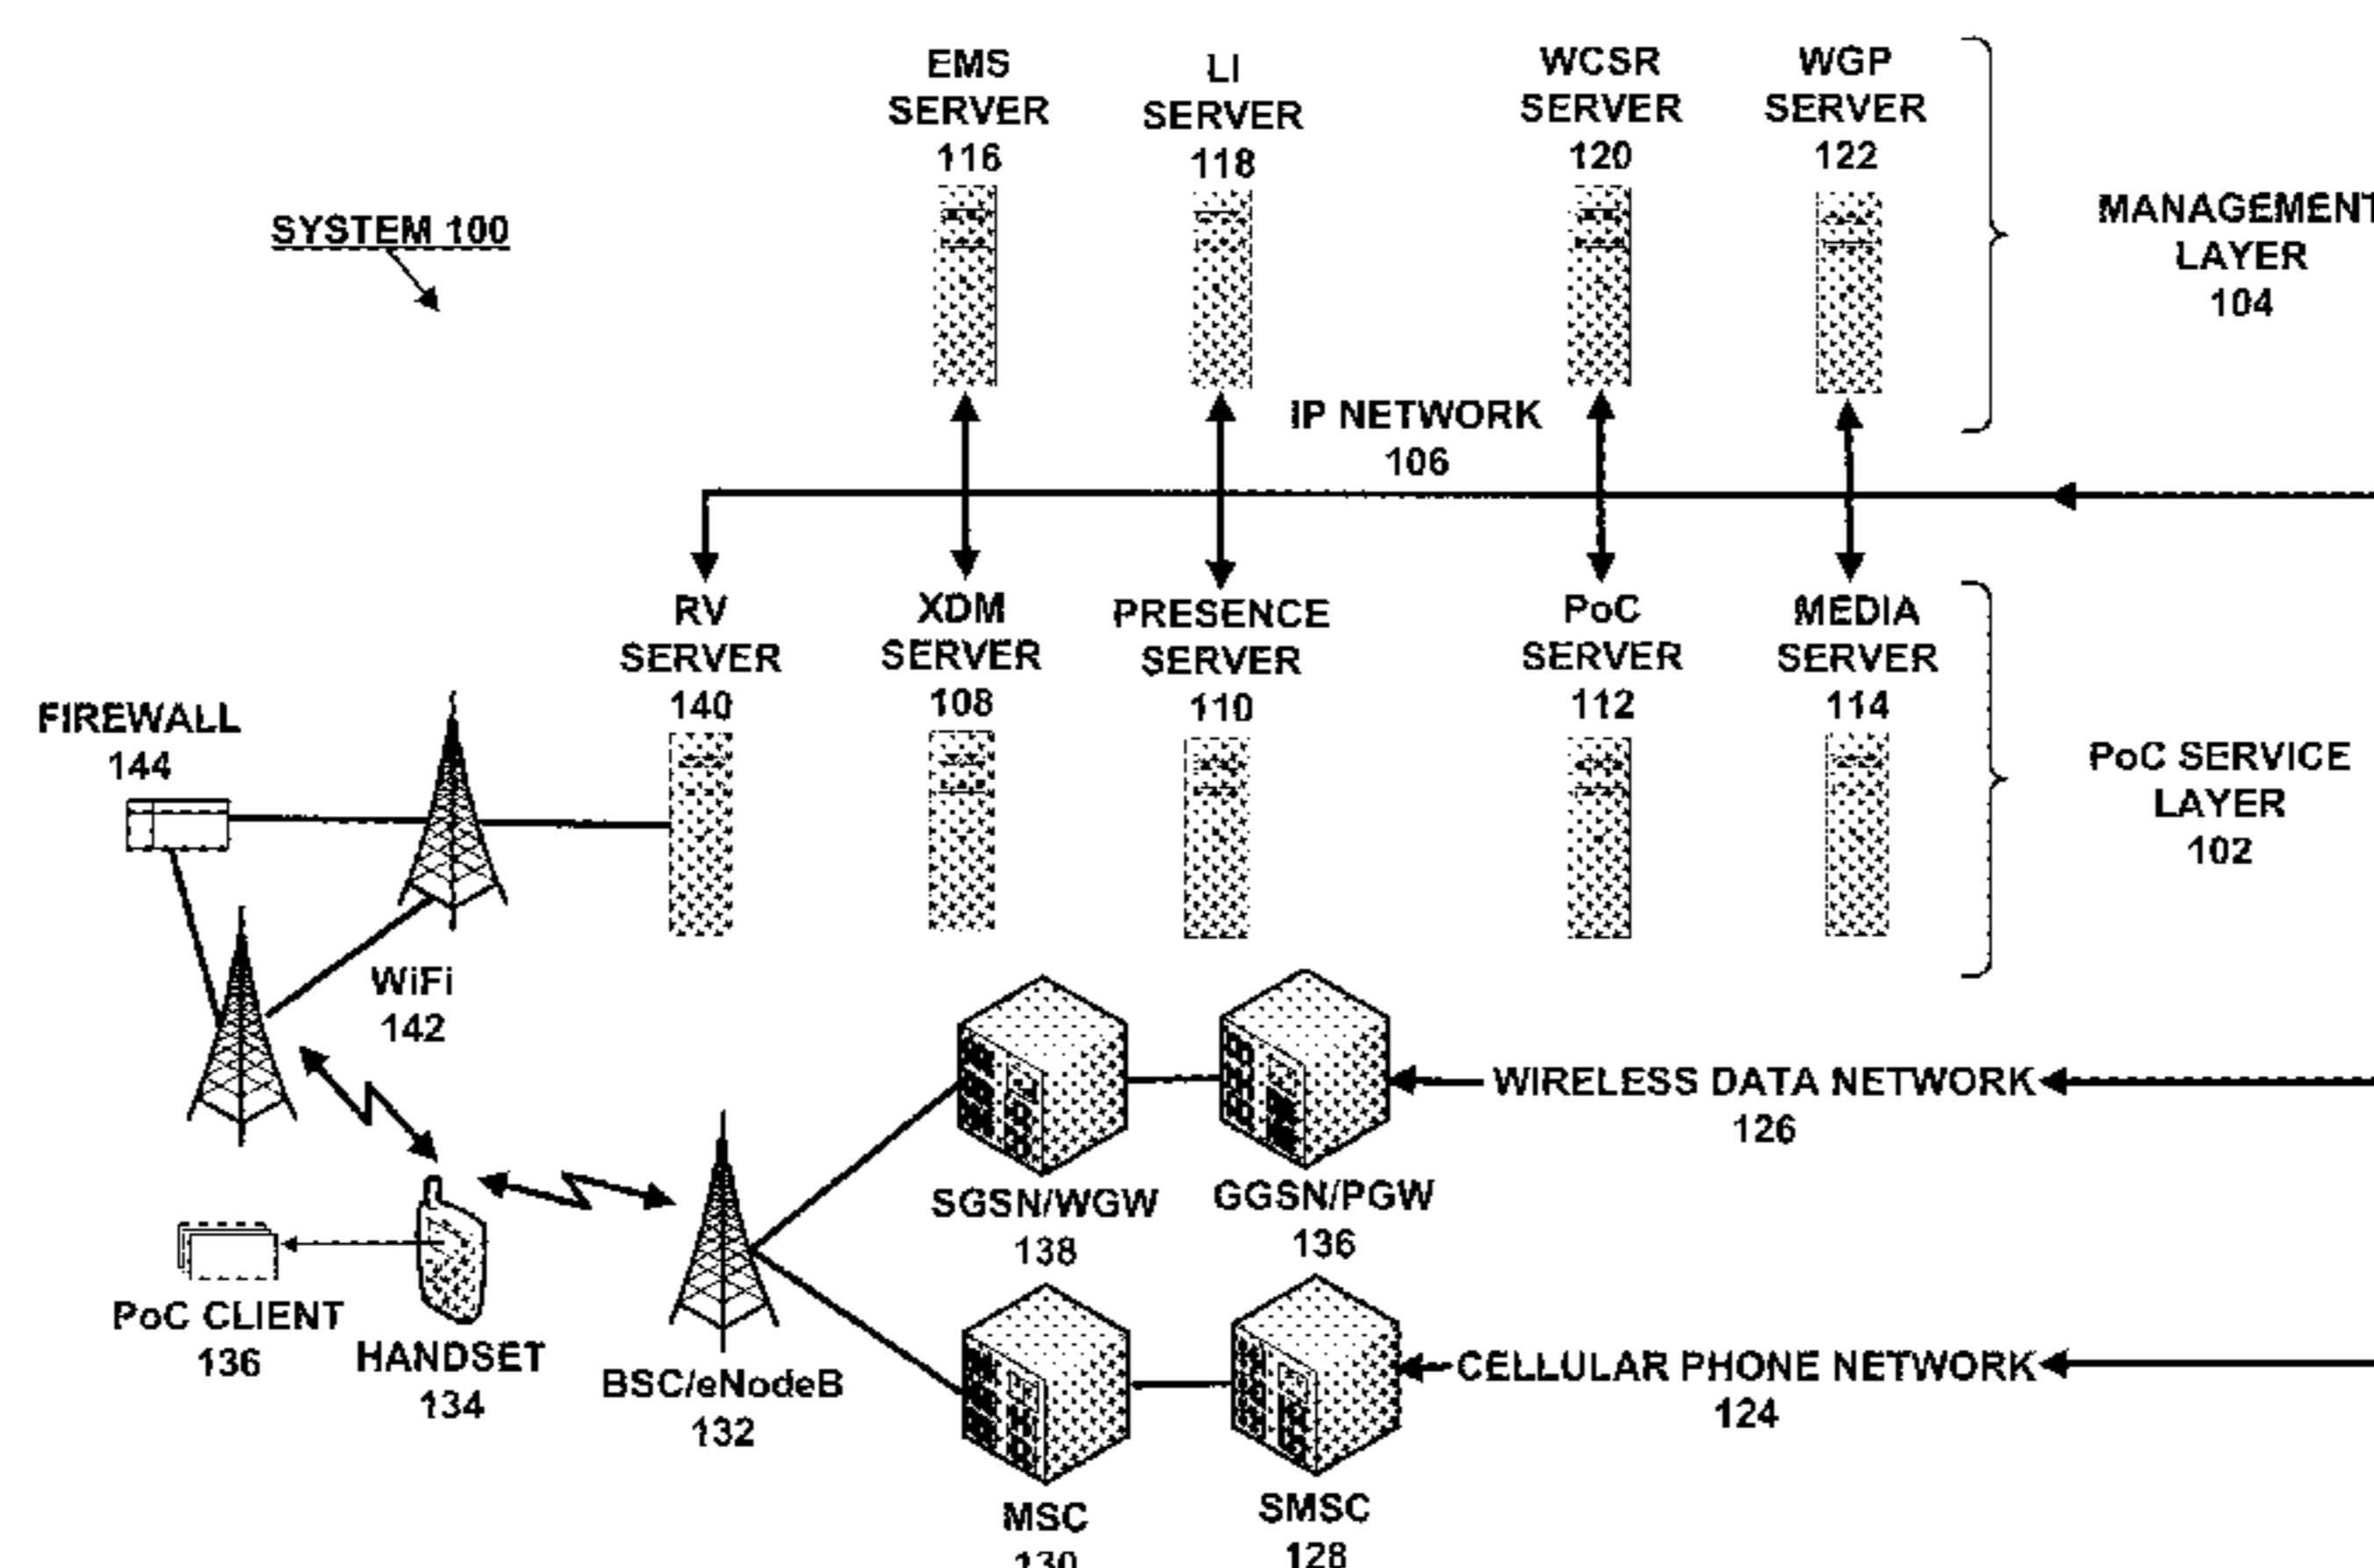 EMS
SERVER
116
LI
SERVER
118
WCSR
SERVER
120
WGP
SERVER
122
SYSTEM 100
MANAGEMENT
LAYER
104
IP NETWORK
106
RV
SERVER
140
XDM
SERVER
108
PRESENCE
SERVER
110
PoC
SERVER
112
MEDIA
SERVER
114
FIREWALL
144
PoC SERVICE
LAYER
102
WiFi
142
WIRELESS DATA NETWORK
126
SGSN/WGW
138
GGSN/PGW
136
PoC CLIENT
136
HANDSET
134
BSC/eNodeB
132
CELLULAR PHONE NETWORK
124
MSC
130
SMSC
128